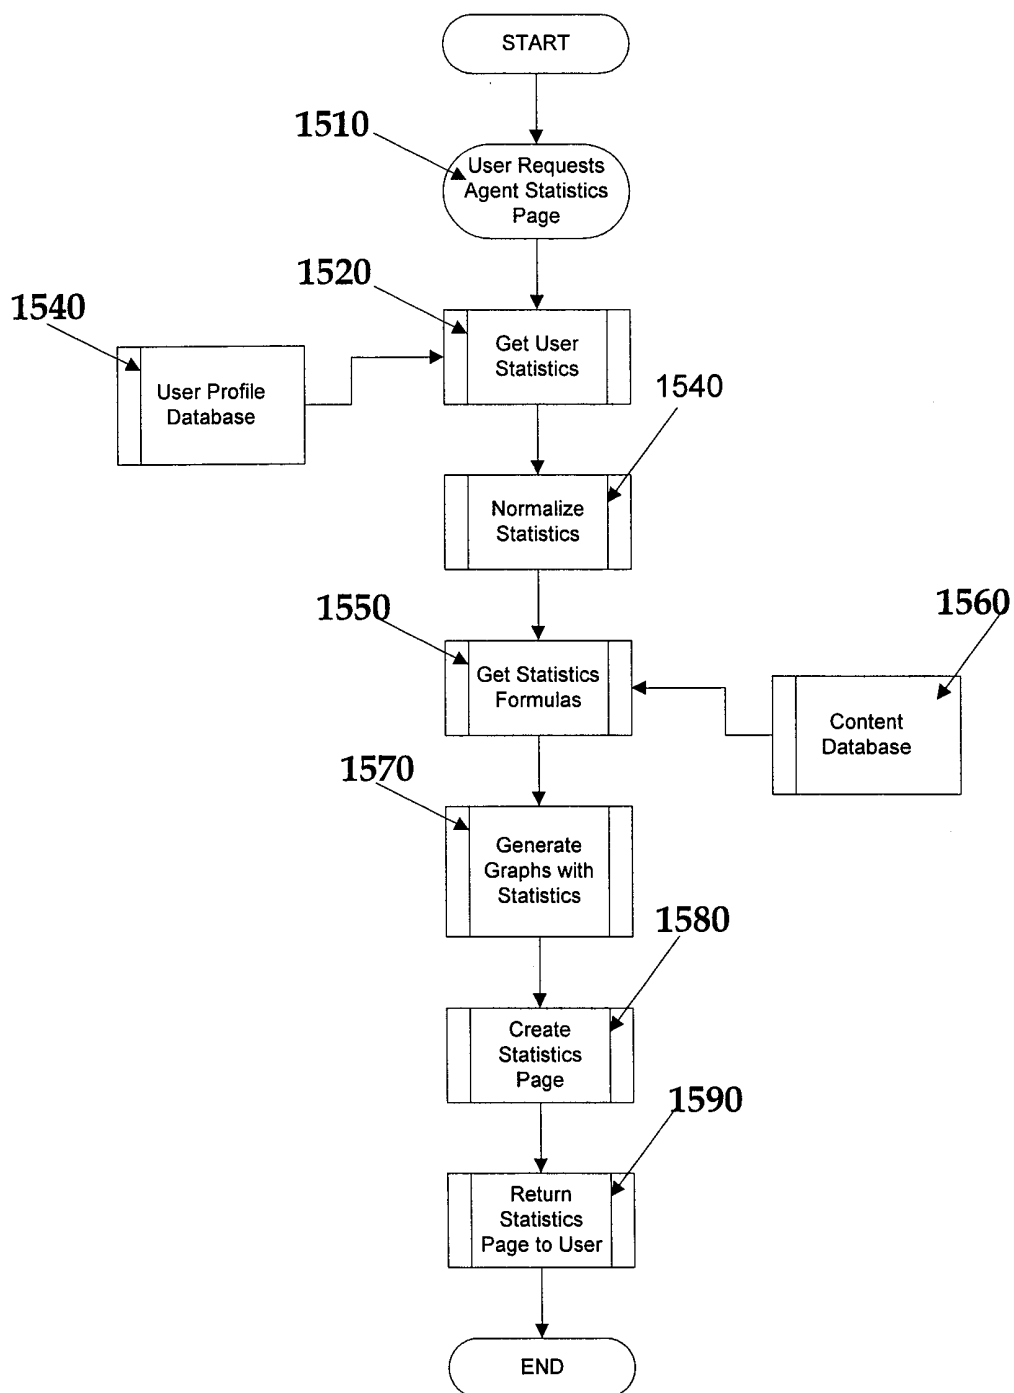 START
1510
User Requests
Agent Statistics
Page
1520
1540
Get User
Statistics
User Profile
Database
1540
Normalize
Statistics
1550
1560
Get Statistics
Formulas
Content
Database
1570
Generate
Graphs with
Statistics
1580
Create
Statistics
Page
1590
Return
Statistics
Page to User
END